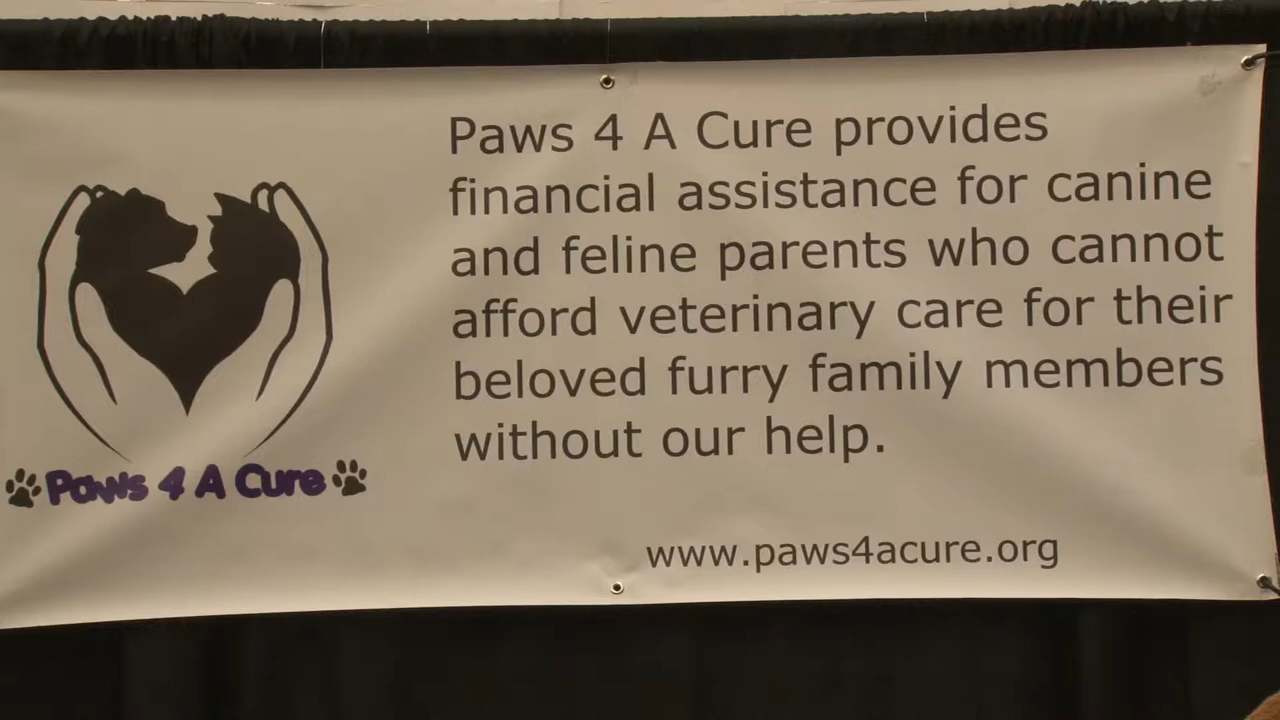 Paws 4 A Cure provides
financial assistance for canine
and feline parents who cannot
afford veterinary care for their
beloved furry family members
without our help.
Paws 4 A Cure
www.paws4acure.org